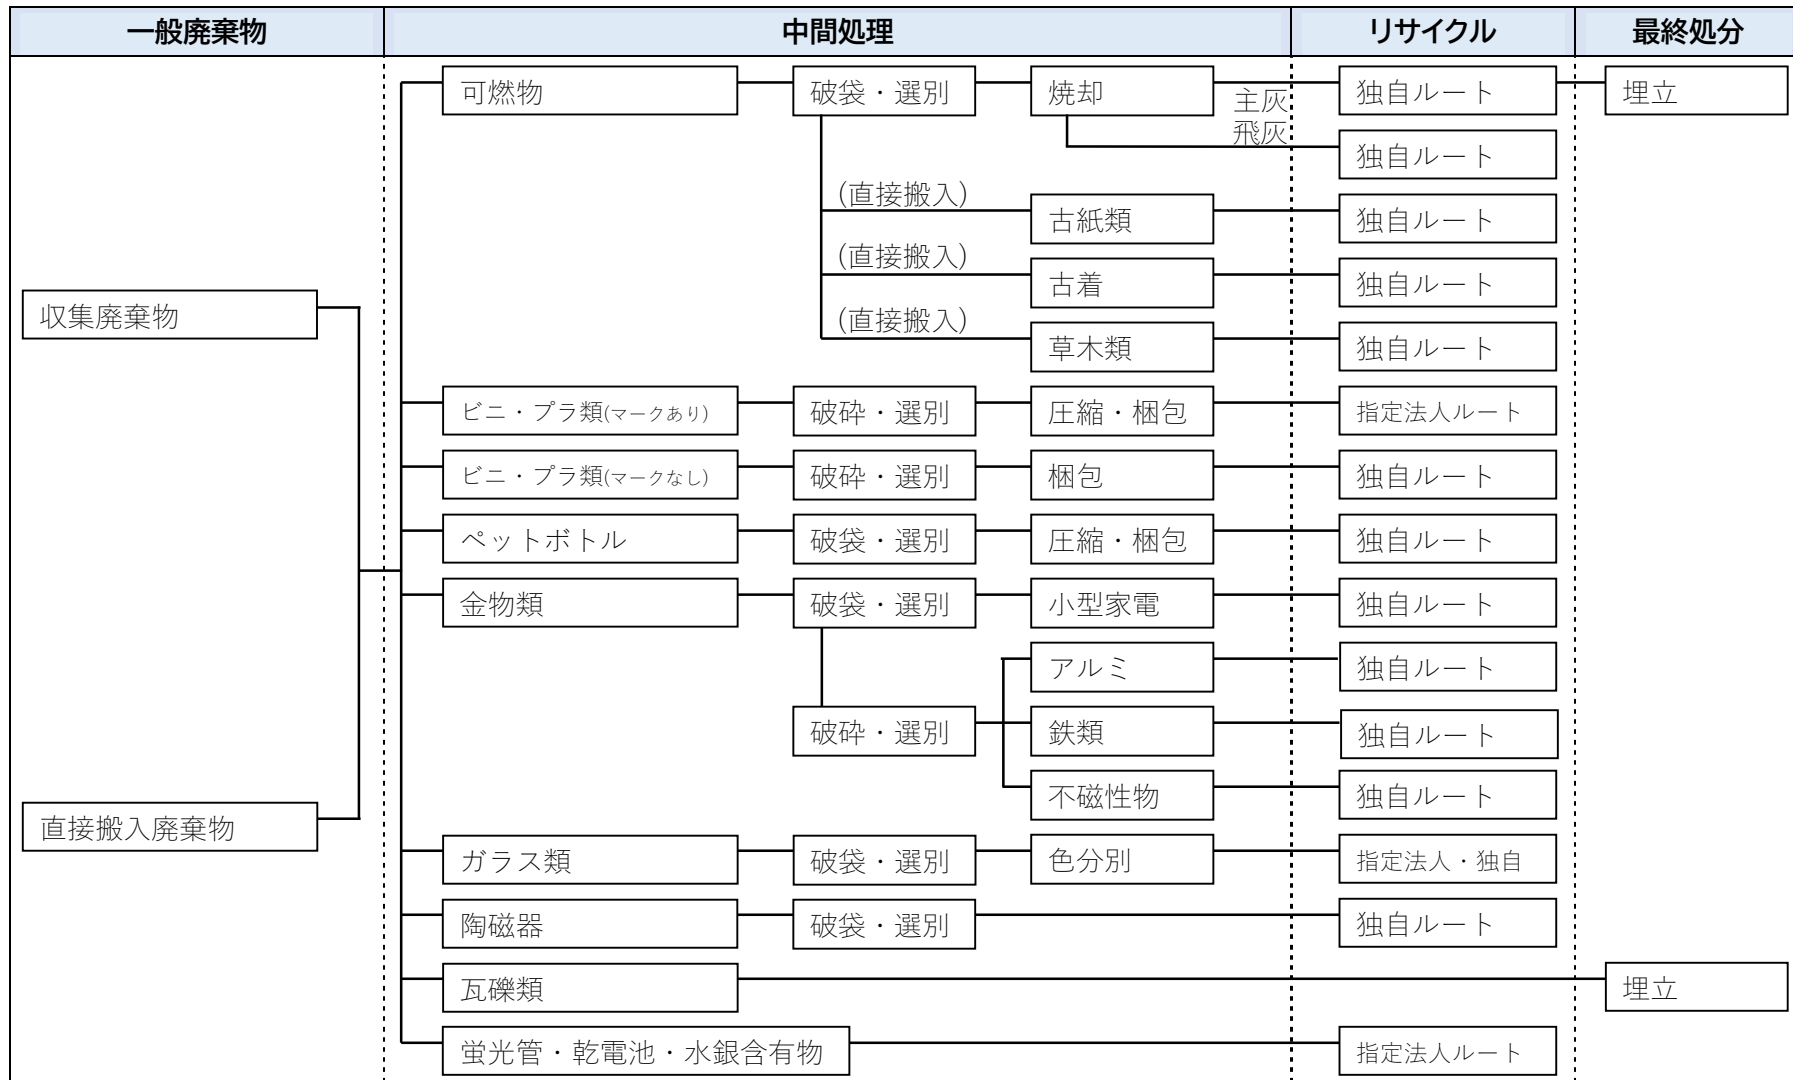 一般廃棄物
中間処理
リサイクル
最終処分
可燃物
破袋・選別
焼却
主灰
飛灰
独自ルート
埋立
独自ルート
(直接搬入)
古紙類
独自ルート
(直接搬入)
古着
独自ルート
収集廃棄物
(直接搬入)
草木類
独自ルート
ビニ・プラ類(マークあり)
破砕・選別
圧縮・梱包
指定法人ルート
ビニ・プラ類(マークなし)
破砕・選別
梱包
独自ルート
ペットボトル
破袋・選別
圧縮・梱包
独自ルート
金物類
破袋・選別
小型家電
独自ルート
アルミ
独自ルート
破砕・選別
鉄類
独自ルート
不磁性物
独自ルート
直接搬入廃棄物
ガラス類
破袋・選別
色分別
指定法人・独自
陶磁器
破袋・選別
独自ルート
瓦礫類
埋立
蛍光管・乾電池・水銀含有物
指定法人ルート